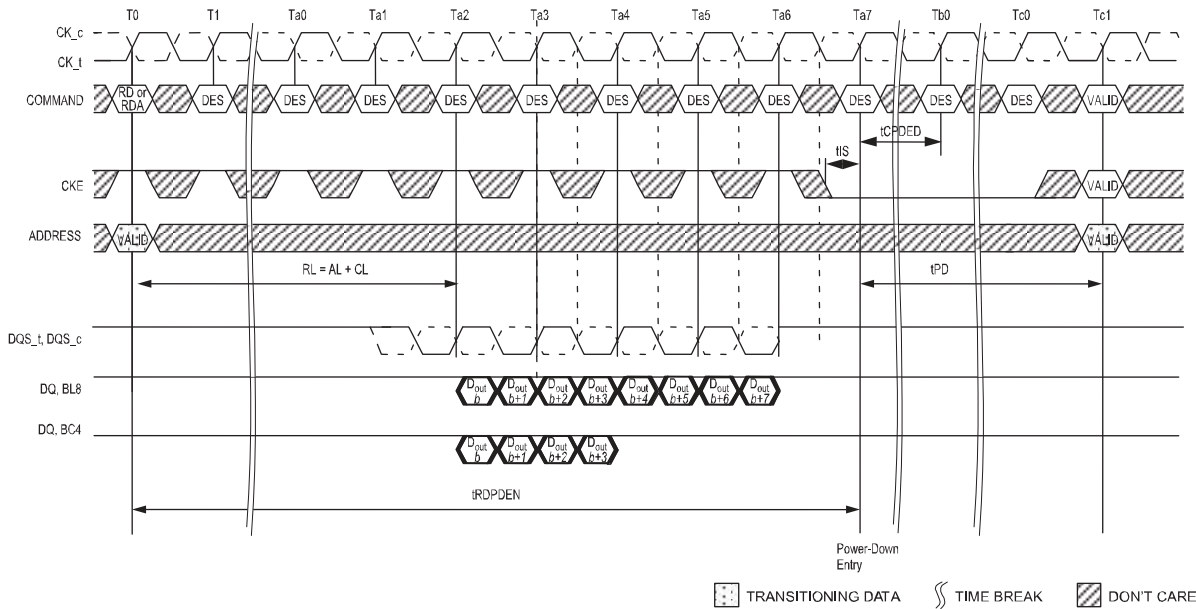 T0 T1 Ta0 Ta1 Ta2 Ta3 Ta4 Ta5 Ta6 Ta7 Tb0 Tc0 Tc1
CK_c
CK_t
COMMAND
RD or
RDA
DES DES DES DES DES DES DES DES DES DES DES DES VALID
tCPDED
tIS
CKE
VALID
ADDRESS
VALID VALID
RL = AL + CL
tPD
DQS_t, DQS_c
DQ, BL8
Dout Dout Dout Dout Dout Dout Dout Dout
b b+1 b+2 b+3 b+4 b+5 b+6 b+7
DQ, BC4
Dout Dout Dout Dout
b b+1 b+2 b+3
tRDPDEN
Power-Down
Entry
TRANSITIONING DATA TIME BREAK DON'T CARE